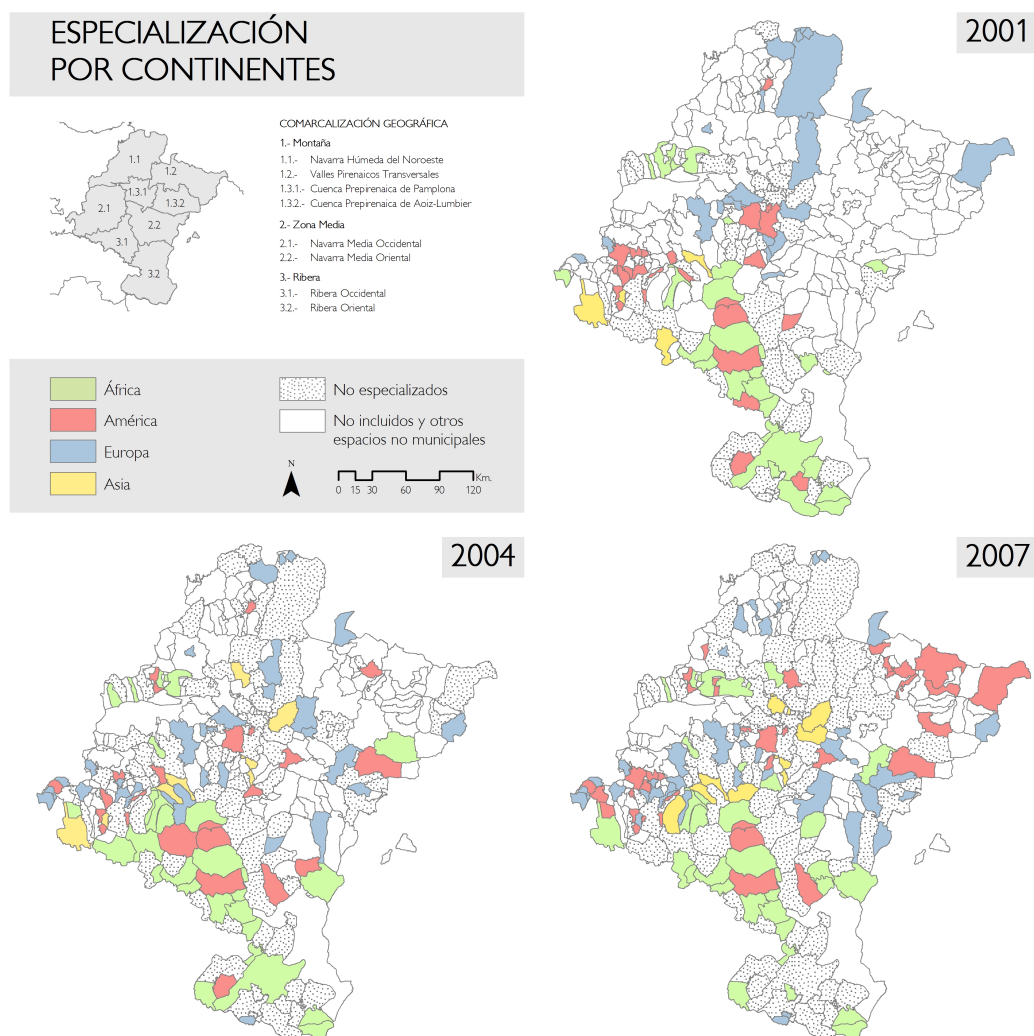 ESPECIALIZACIÓN
POR CONTINENTES
1.1
1.2
1.3.1
1.3.2
2.1
2.2
3.1
3.2
COMARCALIZACIÓN GEOGRÁFICA
1.- Montaña
1.1.- Navarra Húmeda del Noroeste
1.2.- Valles Pirenaicos Transversales
1.3.1.- Cuenca Prepirenaica de Pamplona
1.3.2.- Cuenca Prepirenaica de Aoiz-Lumbier
2.- Zona Media
2.1.- Navarra Media Occidental
2.2.- Navarra Media Oriental
3.- Ribera
3.1.- Ribera Occidental
3.2.- Ribera Oriental
África
América
Europa
Asia
No especializados
No incluidos y otros
espacios no municipales
N
Km.
0 15 30 60 90 120
2001
2004
2007